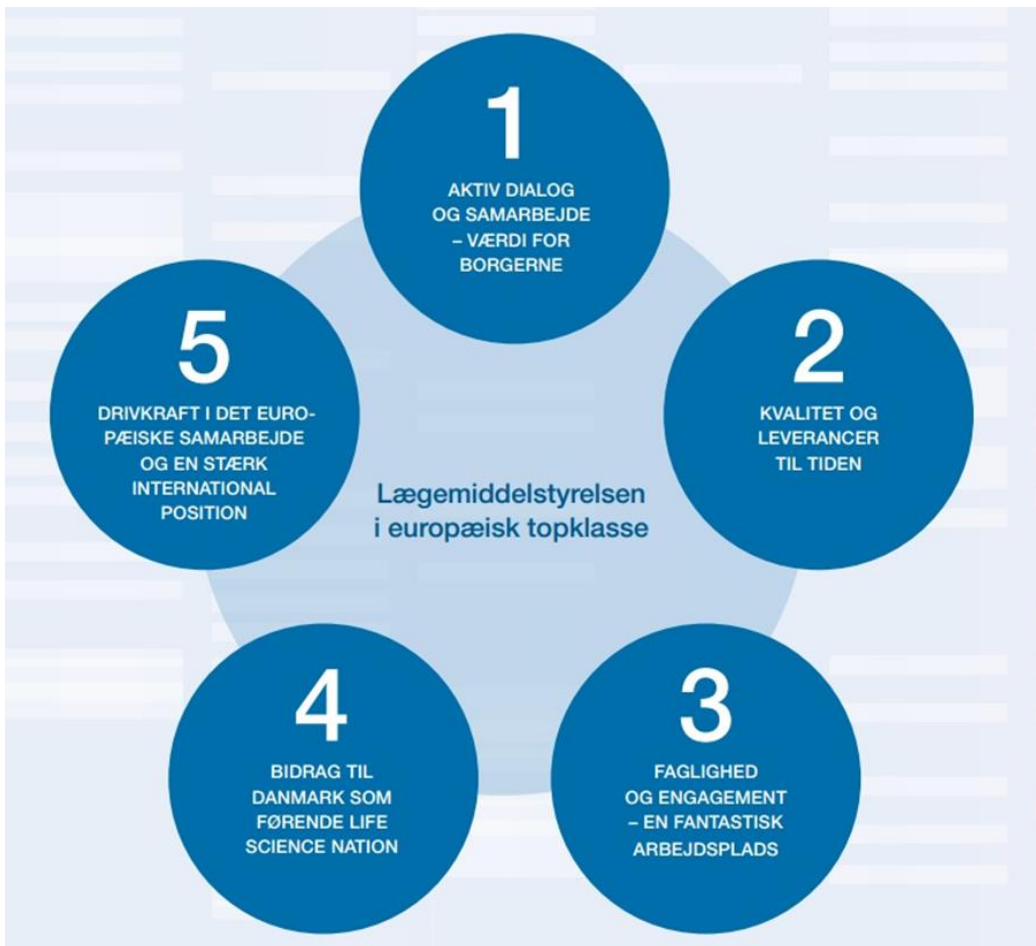 1
AKTIV DIALOG
OG SAMARBEJDE
– VÆRDI FOR
BORGERNE
2
KVALITET OG
LEVERANCER
TIL TIDEN
3
FAGLIGHED
OG ENGAGEMENT
– EN FANTASTISK
ARBEJDSPLADS
4
BIDRAG TIL
DANMARK SOM
FØRENDE LIFE
SCIENCE NATION
5
DRIVKRAFT I DET EURO-
PÆISKE SAMARBEJDE
OG EN STÆRK
INTERNATIONAL
POSITION
Lægemiddelstyrelsen
i europæisk topklasse